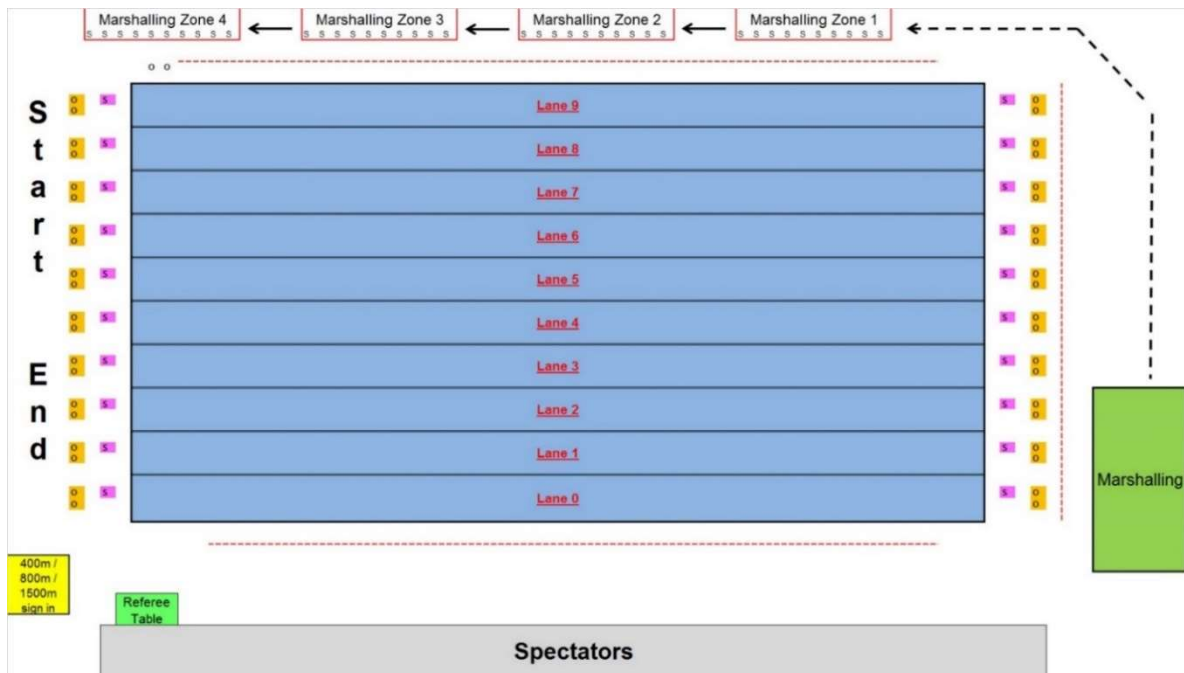 Marshalling Zone 4
Marshalling Zone 3
Marshalling Zone 2
Marshalling Zone 1
S S S S S S S S S S
S S S S S S S S S S
S S S S S S S S S S
S S S S S S S S S S
O O
Start End
O O S Lane 9 S O O
O O S Lane 8 S O O
O O S Lane 7 S O O
O O S Lane 6 S O O
O O S Lane 5 S O O
O O S Lane 4 S O O
O O S Lane 3 S O O
O O S Lane 2 S O O
O O S Lane 1 S O O
O O S Lane 0 S O O
Marshalling
400m /
800m /
1500m
sign in
Referee
Table
Spectators